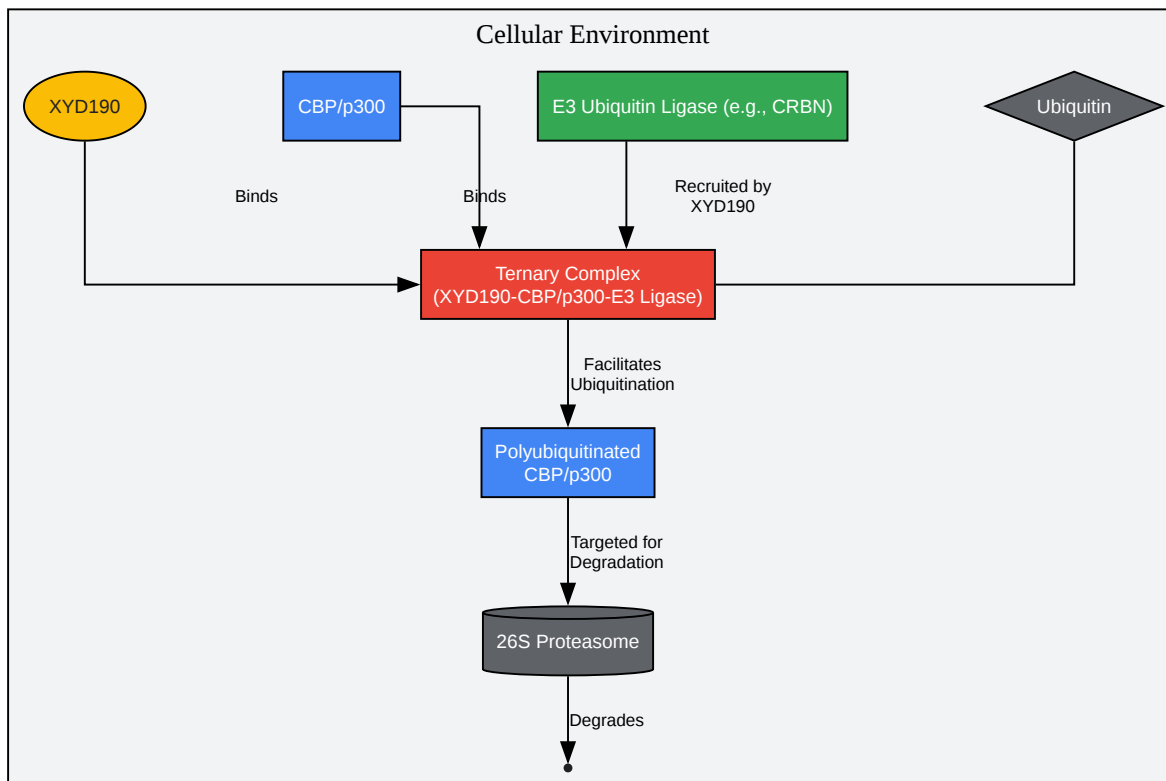 Cellular Environment
XYD190
CBP/p300
E3 Ubiquitin Ligase (e.g., CRBN)
Ubiquitin
Binds
Binds
Recruited by
XYD190
Ternary Complex
(XYD190-CBP/p300-E3 Ligase)
Facilitates
Ubiquitination
Polyubiquitinated
CBP/p300
Targeted for
Degradation
26S Proteasome
Degrades